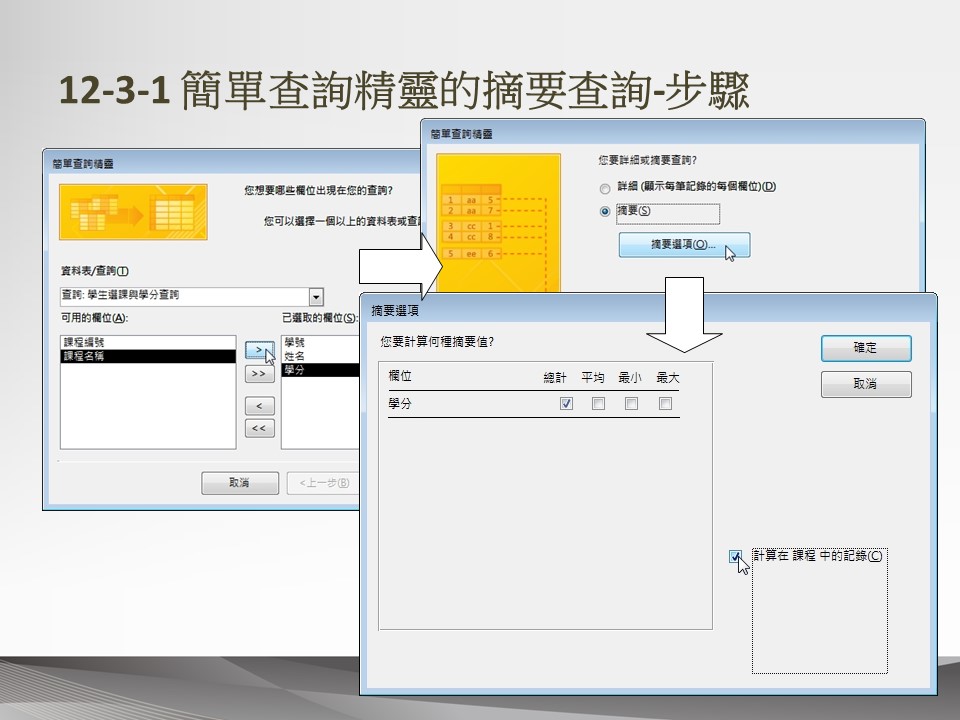 12-3-1 簡單查詢精靈的摘要查詢-步驟
簡單查詢精靈
您想要哪些欄位出現在您的查詢?
您可以選擇一個以上的資料表或查
資料表/查詢(T)
查詢: 學生選課與學分查詢
可用的欄位(A):
已選取的欄位(S):
課程編號
課程名稱
>
>>
<
<<
學號
姓名
學分
取消
<上一步(B)
簡單查詢精靈
您要詳細或摘要查詢?
詳細 (顯示每筆記錄的每個欄位)(D)
摘要(S)
摘要選項(O)...
1 aa 5
2 aa 7
3 cc 1
4 cc 8
5 ee 6
摘要選項
您要計算何種摘要值?
欄位 總計 平均 最小 最大
學分
確定
取消
計算在 課程 中的記錄(C)